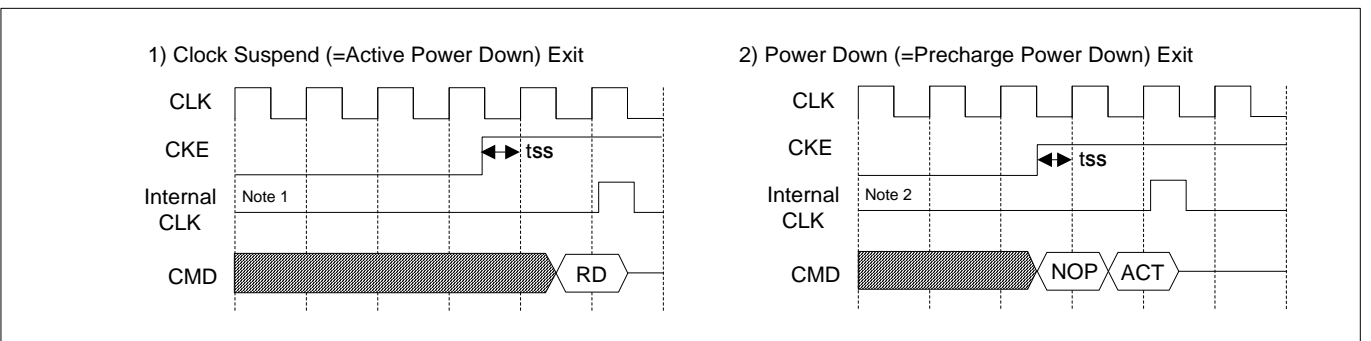 1) Clock Suspend (=Active Power Down) Exit
CLK
CKE
tss
Internal
CLK
Note 1
CMD
RD
2) Power Down (=Precharge Power Down) Exit
CLK
CKE
tss
Internal
CLK
Note 2
CMD
NOP
ACT